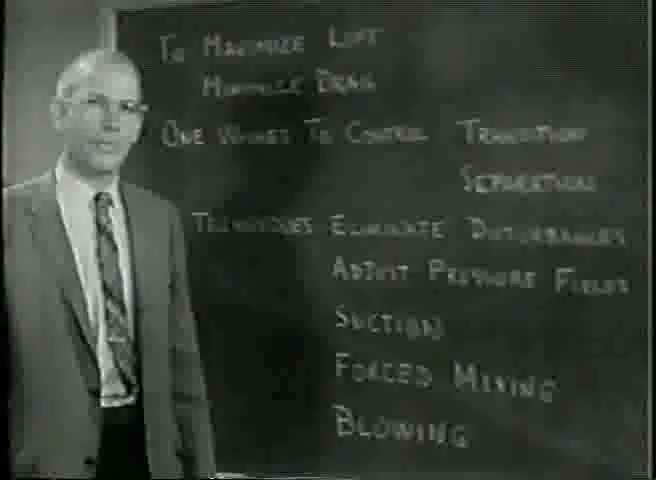 To Maximize Lift
Minimize Drag
One Wishes To Control Transition
Separation
Techniques Eliminate Disturbances
Adjust Pressure Fields
Suction
Forced Mixing
Blowing